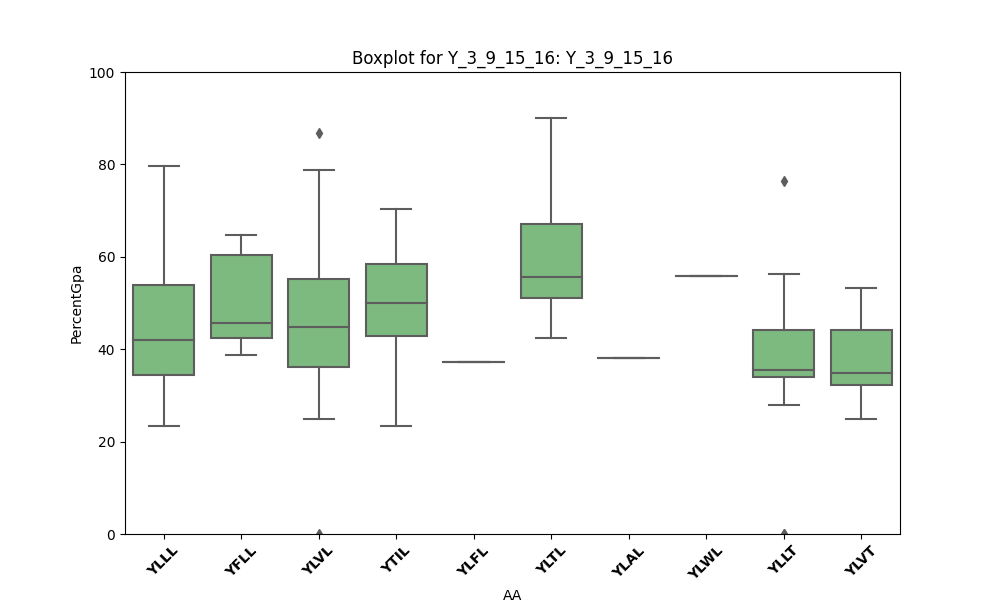 Boxplot for Y_3_9_15_16: Y_3_9_15_16
100
80
60
40
20
0
PercentGpa
YLLL
YFLL
YLVL
YTIL
YLFL
YLTL
YLAL
YLWL
YLLT
YLVT
AA